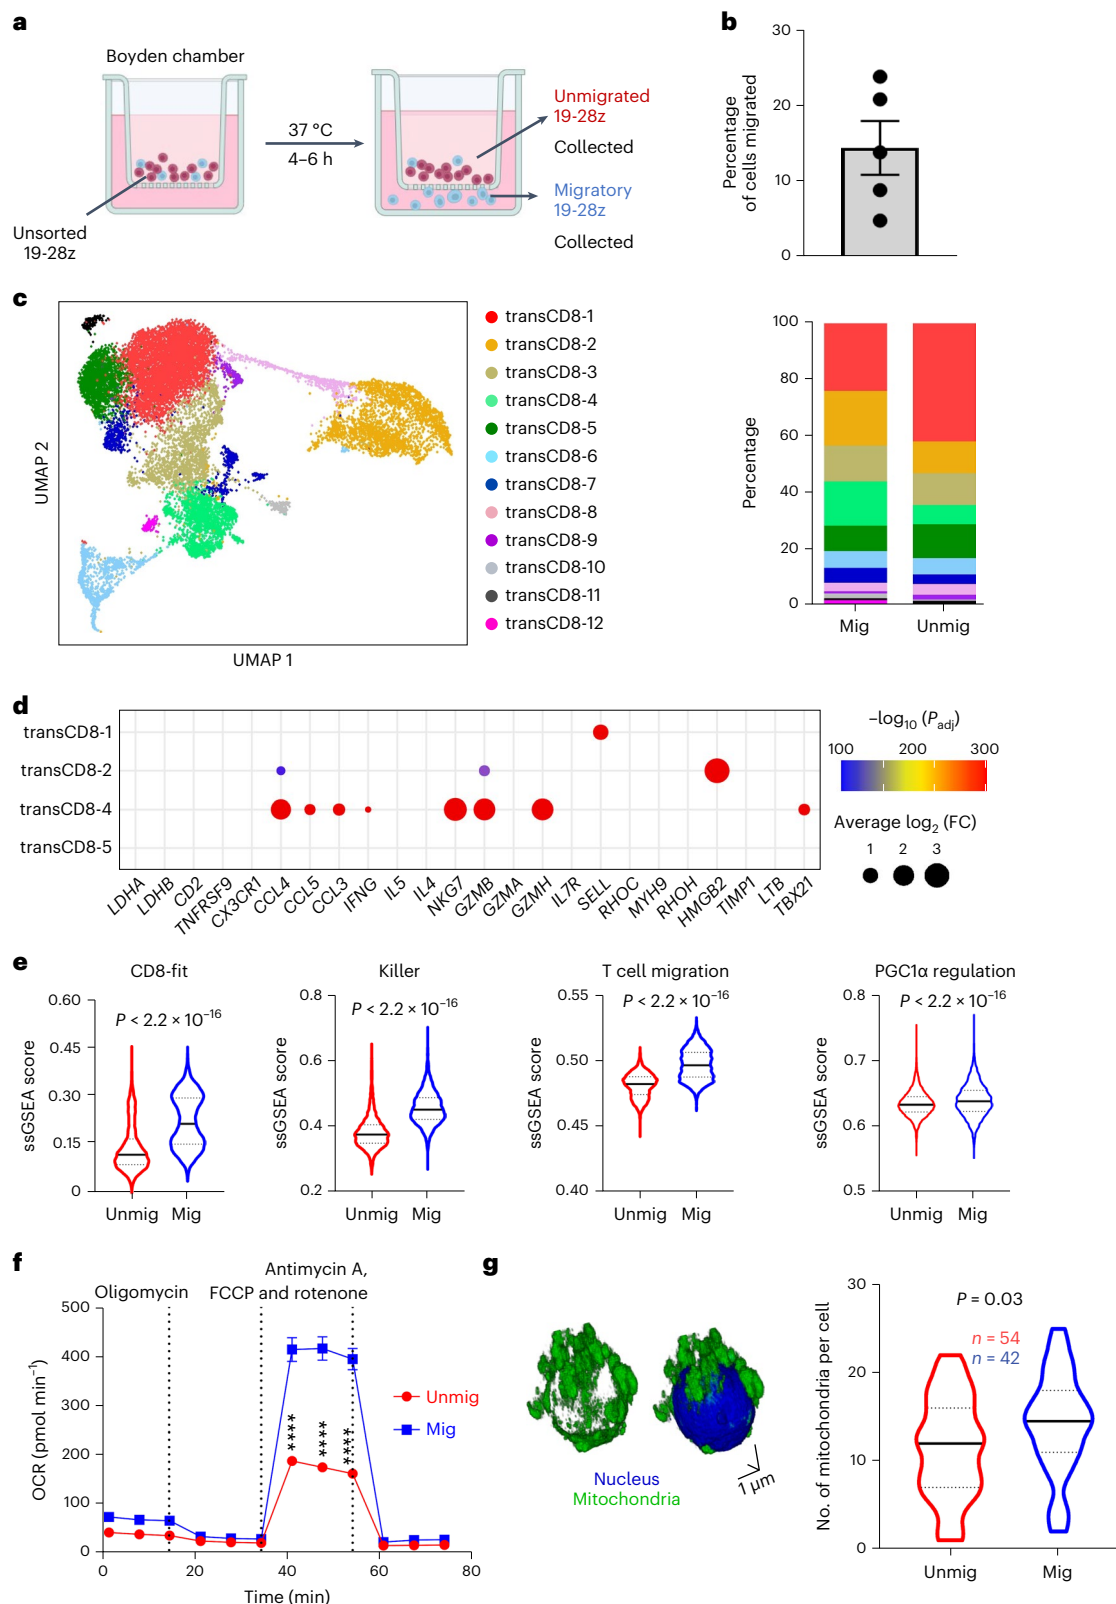 a
Boyden chamber
37 °C
4–6 h
Unsorted
19-28z
Unmigrated
19-28z
Collected
Migratory
19-28z
Collected
b
Percentage
of cells migrated
30
20
10
0
c
UMAP 2
UMAP 1
transCD8-1
transCD8-2
transCD8-3
transCD8-4
transCD8-5
transCD8-6
transCD8-7
transCD8-8
transCD8-9
transCD8-10
transCD8-11
transCD8-12
Percentage
100
80
60
40
20
0
Mig
Unmig
d
transCD8-1
transCD8-2
transCD8-4
transCD8-5
LDHA
LDHB
CD2
TNFRSF9
CX3CR1
CCL4
CCL5
CCL3
IFNG
IL5
IL4
NKG7
GZMB
GZMA
GZMH
IL7R
SELL
RHOC
MYH9
RHOH
HMGB2
TIMP1
LTB
TBX21
–log10 (Padj)
100 200 300
Average log2 (FC)
1 2 3
e
CD8-fit
P < 2.2 × 10−16
ssGSEA score
0.60
0.45
0.30
0.15
0
Unmig
Mig
Killer
P < 2.2 × 10−16
ssGSEA score
0.8
0.6
0.4
0.2
Unmig
Mig
T cell migration
P < 2.2 × 10−16
ssGSEA score
0.55
0.50
0.45
0.40
Unmig
Mig
PGC1α regulation
P < 2.2 × 10−16
ssGSEA score
0.8
0.7
0.6
0.5
Unmig
Mig
f
Oligomycin
FCCP
Antimycin A,
and rotenone
OCR (pmol min−1)
500
400
300
200
100
0
****
****
****
Unmig
Mig
0 20 40 60 80
Time (min)
g
Nucleus
Mitochondria
1 µm
No. of mitochondria per cell
30
20
10
0
P = 0.03
n = 54
n = 42
Unmig
Mig